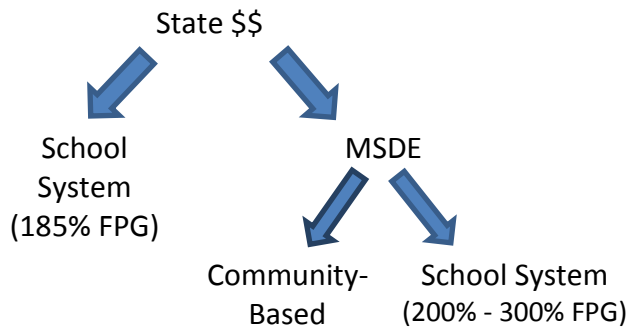 State $$
School
System
(185% FPG)
MSDE
Community-
Based
School System
(200% - 300% FPG)